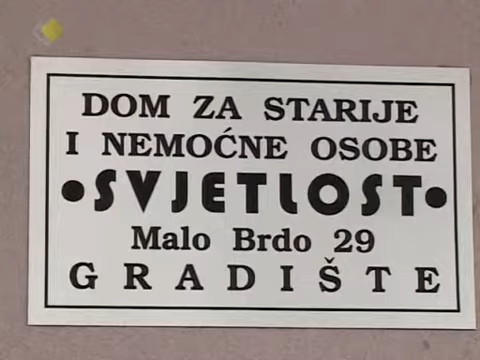 DOM ZA STARIJE
I NEMOĆNE OSOBE
•SVJETLOST•
Malo Brdo 29
GRADIŠTE